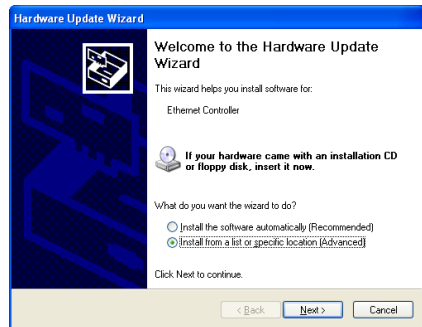 Hardware Update Wizard
Welcome to the Hardware Update
Wizard
This wizard helps you install software for:
Ethernet Controller
If your hardware came with an installation CD
or floppy disk, insert it now.
What do you want the wizard to do?
Install the software automatically (Recommended)
Install from a list or specific location (Advanced)
Click Next to continue.
< Back Next > Cancel